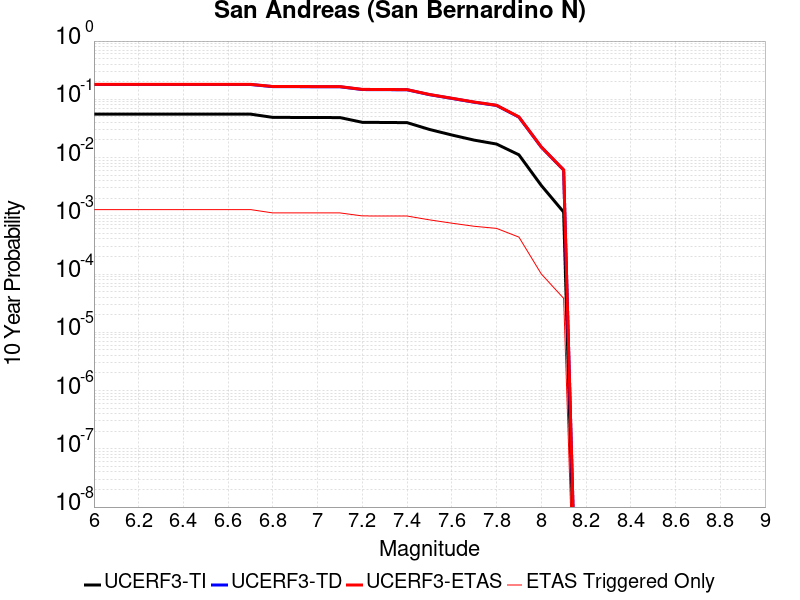 San Andreas (San Bernardino N)
10^0
10^-1
10^-2
10^-3
10^-4
10^-5
10^-6
10^-7
10^-8
10 Year Probability
6 6.2 6.4 6.6 6.8 7 7.2 7.4 7.6 7.8 8 8.2 8.4 8.6 8.8 9
Magnitude
UCERF3-TI UCERF3-TD UCERF3-ETAS ETAS Triggered Only